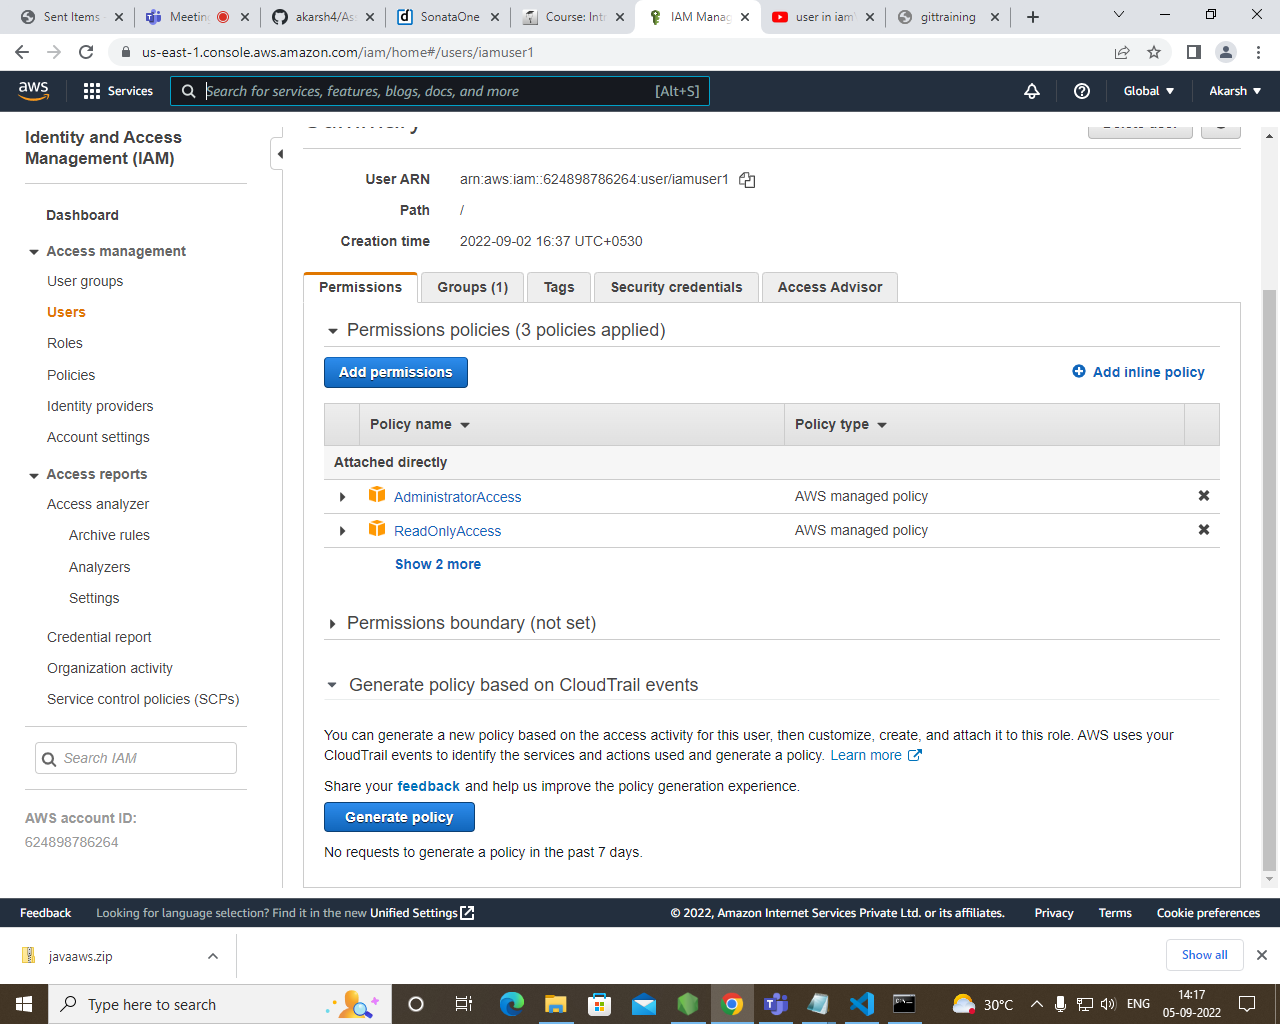 Sent Items
Meeting
akarsh4/As
SonataOne
Course: Int
IAM Manag
user in iam
gittraining
us-east-1.console.aws.amazon.com/iam/home#/users/iamuser1
aws
Services
Search for services, features, blogs, docs, and more
[Alt+S]
Global
Akarsh
Identity and Access
Management (IAM)
Dashboard
Access management
User groups
Users
Roles
Policies
Identity providers
Account settings
Access reports
Access analyzer
Archive rules
Analyzers
Settings
Credential report
Organization activity
Service control policies (SCPs)
Search IAM
AWS account ID:
624898786264
Summary
Delete user
User ARN arn:aws:iam::624898786264:user/iamuser1
Path /
Creation time 2022-09-02 16:37 UTC+0530
Permissions Groups (1) Tags Security credentials Access Advisor
Permissions policies (3 policies applied)
Add permissions
Add inline policy
Policy name Policy type
Attached directly
AdministratorAccess AWS managed policy
ReadOnlyAccess AWS managed policy
Show 2 more
Permissions boundary (not set)
Generate policy based on CloudTrail events
You can generate a new policy based on the access activity for this user, then customize, create, and attach it to this role. AWS uses your
CloudTrail events to identify the services and actions used and generate a policy. Learn more
Share your feedback and help us improve the policy generation experience.
Generate policy
No requests to generate a policy in the past 7 days.
Feedback Looking for language selection? Find it in the new Unified Settings
© 2022, Amazon Internet Services Private Ltd. or its affiliates. Privacy Terms Cookie preferences
javaaws.zip
Show all
Type here to search
30°C
ENG
14:17
05-09-2022